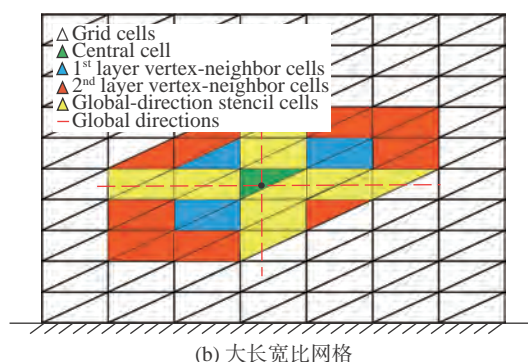 Grid cells
Central cell
1st layer vertex-neighbor cells
2nd layer vertex-neighbor cells
Global-direction stencil cells
Global directions
(b) 大长宽比网格